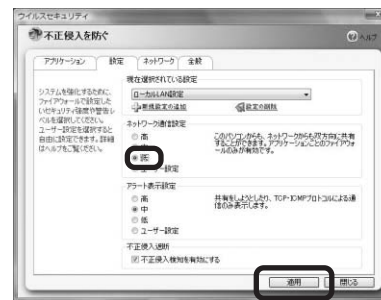 ウイルスセキュリティ
不正侵入を防ぐ
ヘルプ
アプリケーション
設定
ネットワーク
全般
システムを強化するために、
ファイアウォールで設定した
いセキュリティ強度や警告レ
ベルを選択してください。
ユーザー設定を選択すると
自由に設定できます。詳細
はヘルプをご覧ください。
現在選択されている設定
ローカルLAN設定
新規設定の追加
設定の削除
ネットワーク通信設定
高
低
ユーザー設定
このパソコンからも、ネットワークからも双方向に共有
することができます。アプリケーションごとのファイアウォ
ールのみが有効です。
アラート表示設定
高
中
低
ユーザー設定
共有をしようとしたり、TCP・ICMPプロトコルによる通
信のみ表示します。
不正侵入遮断
不正侵入検知を有効にする
適用
閉じる